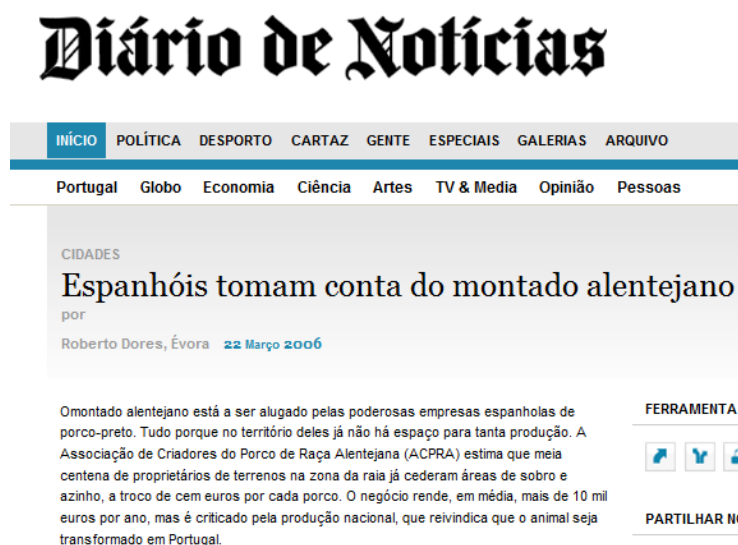 Diário de Notícias
INÍCIO POLÍTICA DESPORTO CARTAZ GENTE ESPECIAIS GALERIAS ARQUIVO
Portugal Globo Economia Ciência Artes TV & Media Opinião Pessoas
CIDADES
Espanhóis tomam conta do montado alentejano
por
Roberto Dores, Évora 22 Março 2006
Omontado alentejano está a ser alugado pelas poderosas empresas espanholas de
porco-preto. Tudo porque no território deles já não há espaço para tanta produção. A
Associação de Criadores do Porco de Raça Alentejana (ACPRA) estima que meia
centena de proprietários de terrenos na zona da raia já cederam áreas de sobro e
azinho, a troco de cem euros por cada porco. O negócio rende, em média, mais de 10 mil
euros por ano, mas é criticado pela produção nacional, que reivindica que o animal seja
transformado em Portugal.
FERRAMENTA
PARTILHAR